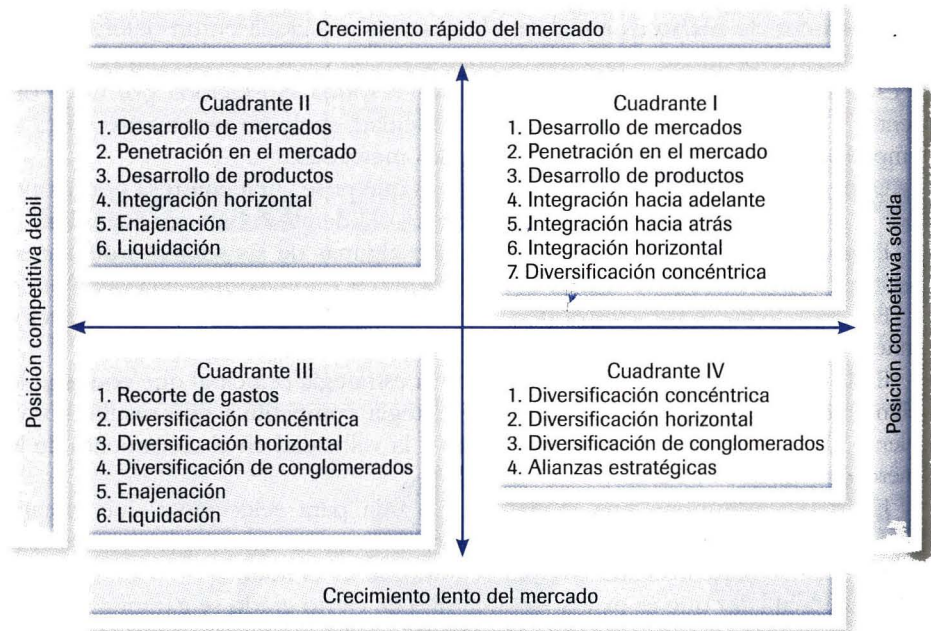 Crecimiento rápido del mercado
Posición competitiva débil
Cuadrante II
1. Desarrollo de mercados
2. Penetración en el mercado
3. Desarrollo de productos
4. Integración horizontal
5. Enajenación
6. Liquidación
Cuadrante I
1. Desarrollo de mercados
2. Penetración en el mercado
3. Desarrollo de productos
4. Integración hacia adelante
5. Integración hacia atrás
6. Integración horizontal
7. Diversificación concéntrica
Posición competitiva sólida
Cuadrante III
1. Recorte de gastos
2. Diversificación concéntrica
3. Diversificación horizontal
4. Diversificación de conglomerados
5. Enajenación
6. Liquidación
Cuadrante IV
1. Diversificación concéntrica
2. Diversificación horizontal
3. Diversificación de conglomerados
4. Alianzas estratégicas
Crecimiento lento del mercado